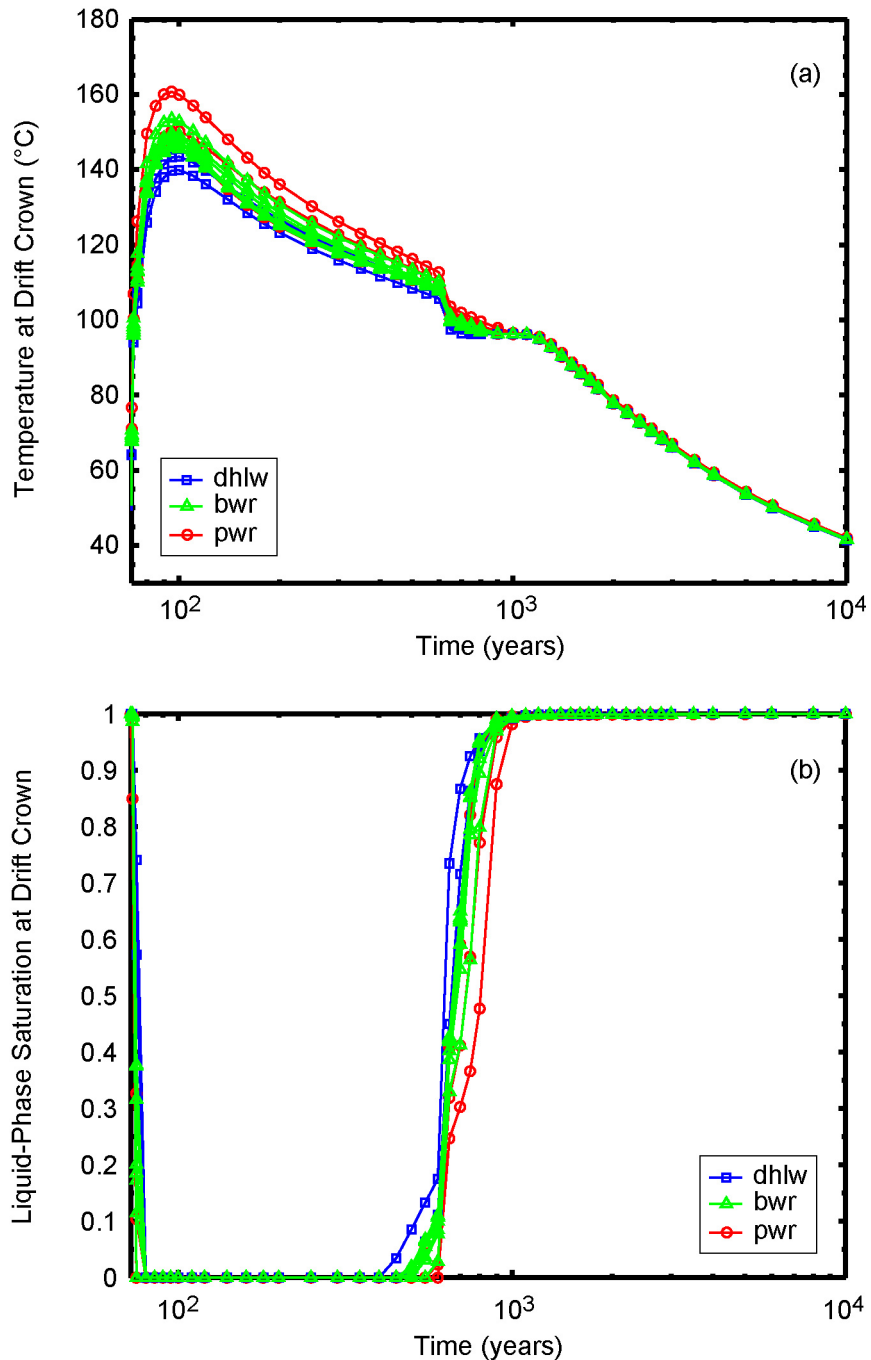 180
160
140
120
100
80
60
40
Temperature at Drift Crown (°C)
(a)
dhlw
bwr
pwr
10²
10³
10⁴
Time (years)
1
0.9
0.8
0.7
0.6
0.5
0.4
0.3
0.2
0.1
0
Liquid-Phase Saturation at Drift Crown
(b)
dhlw
bwr
pwr
10²
10³
10⁴
Time (years)